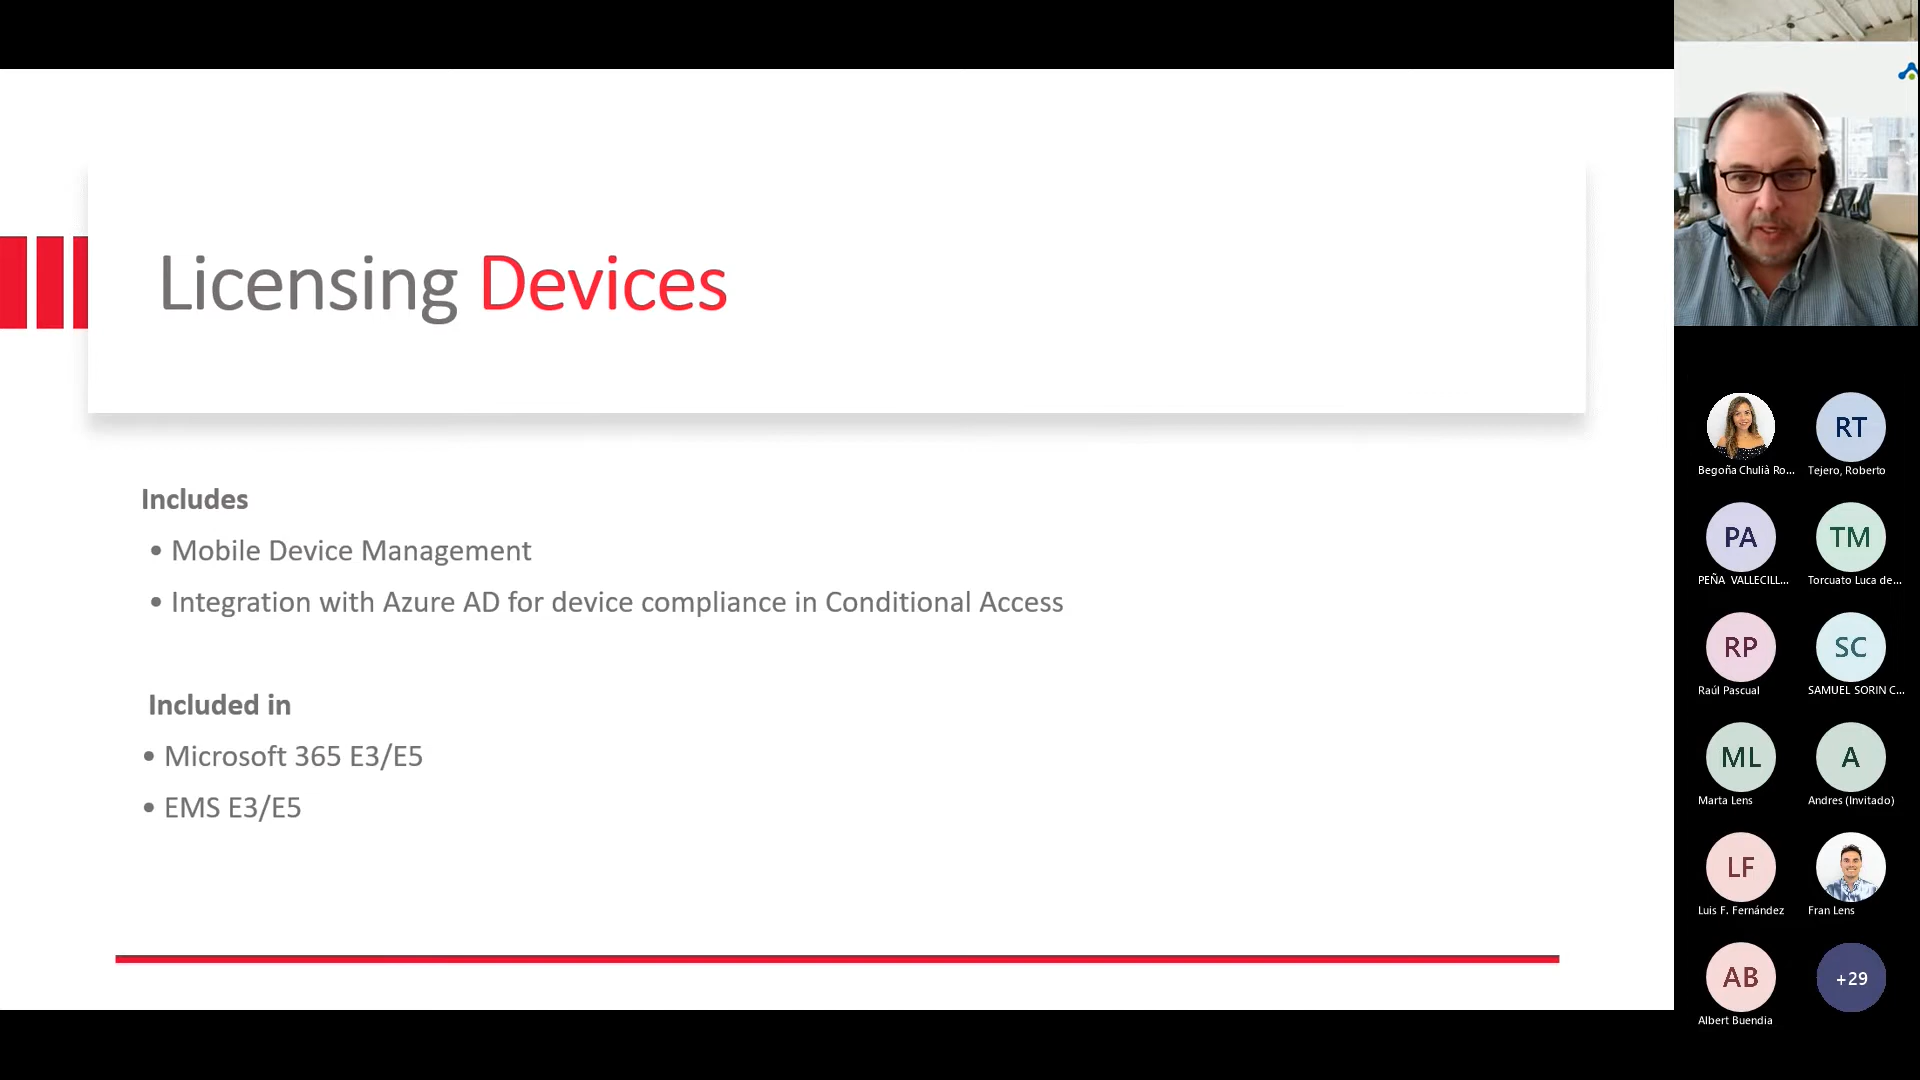 Licensing Devices
Includes
• Mobile Device Management
• Integration with Azure AD for device compliance in Conditional Access
Included in
• Microsoft 365 E3/E5
• EMS E3/E5
Begoña Chulià Ro...
RT
Tejero, Roberto
PA
PEÑA VALLECILL...
TM
Torcuato Luca de...
RP
Raúl Pascual
SC
SAMUEL SORIN C...
ML
Marta Lens
A
Andres (Invitado)
LF
Luis F. Fernández
Fran Lens
AB
Albert Buendia
+29